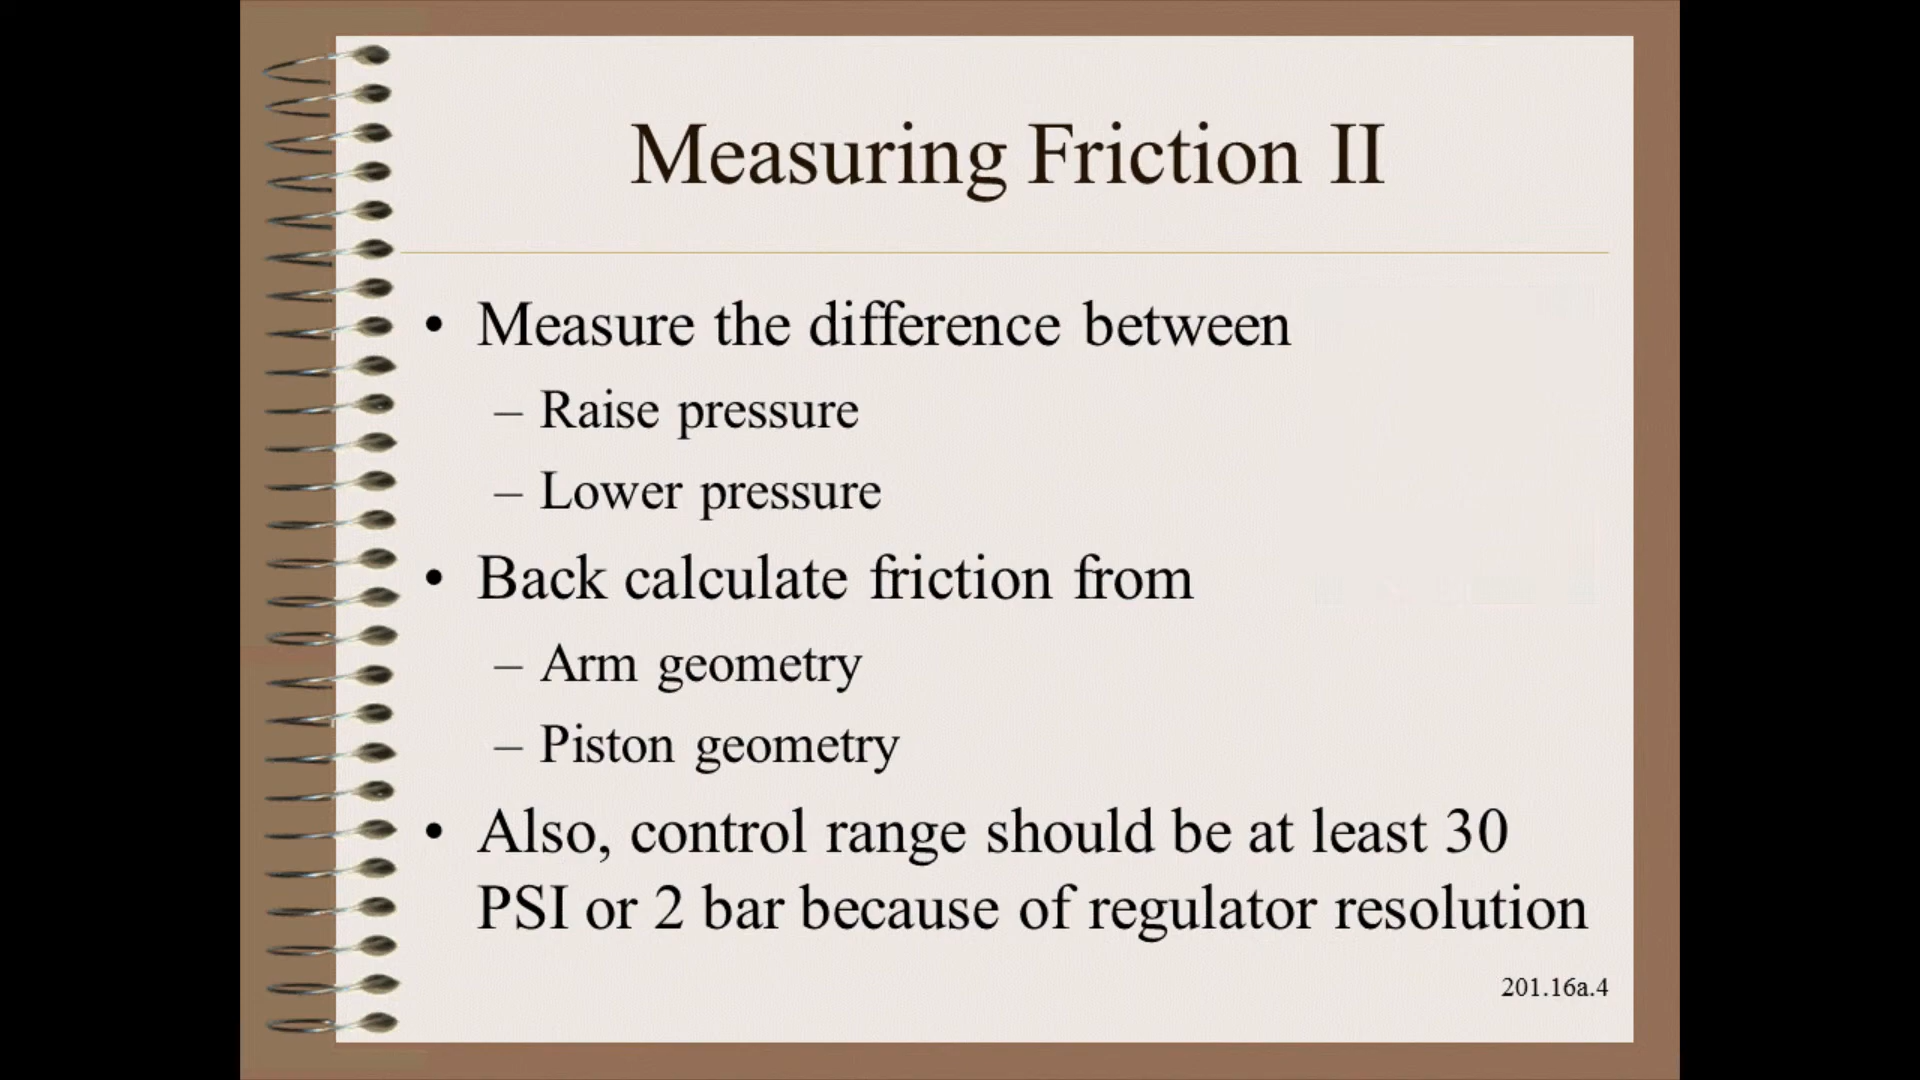 Measuring Friction II
• Measure the difference between
– Raise pressure
– Lower pressure
• Back calculate friction from
– Arm geometry
– Piston geometry
• Also, control range should be at least 30
PSI or 2 bar because of regulator resolution
201.16a.4